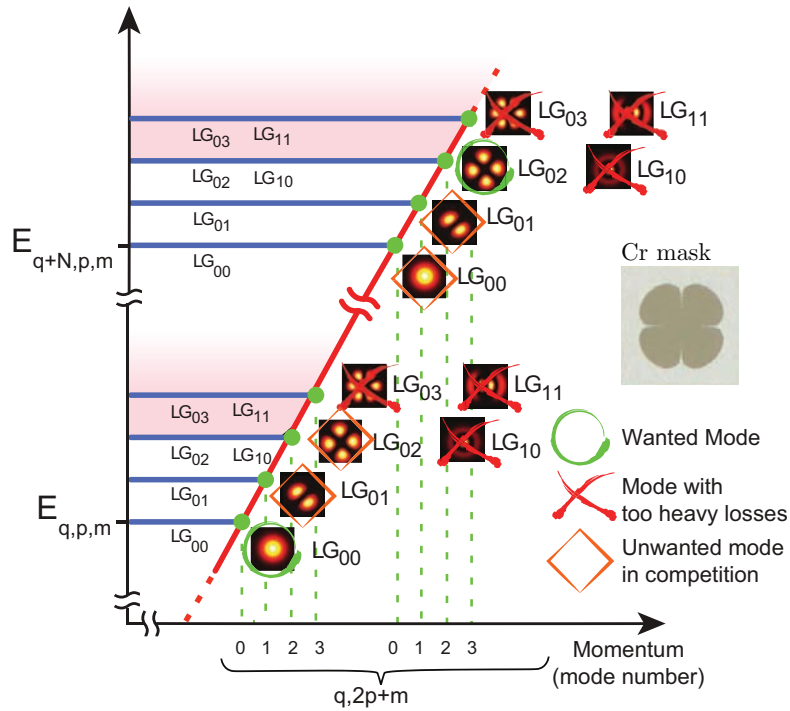 LG03 LG11
LG03 LG11
LG02 LG10
LG02 LG10
LG01
LG01
E q+N,p,m
LG00
LG00
Cr mask
LG03 LG11
LG03 LG11
LG02 LG10
LG02 LG10
LG01
LG01
E q,p,m
LG00
LG00
Wanted Mode
Mode with
too heavy losses
Unwanted mode
in competition
0 1 2 3 0 1 2 3
Momentum
(mode number)
q,2p+m